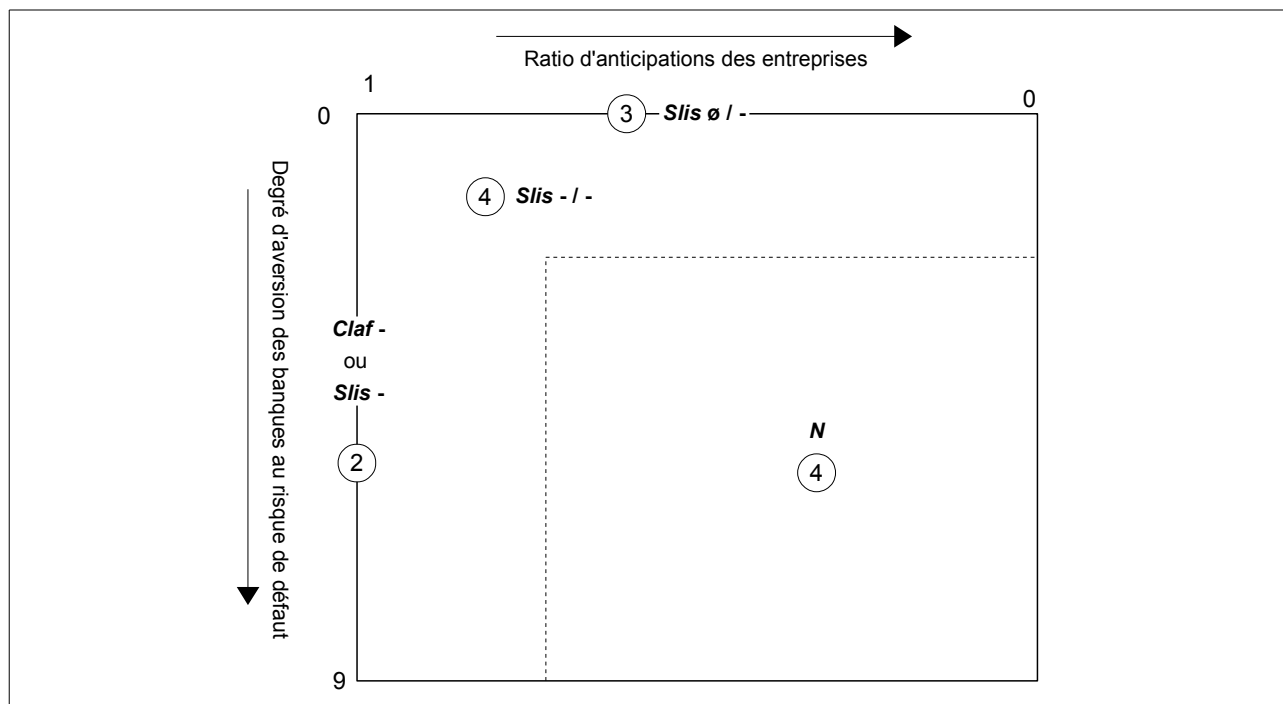 Ratio d'anticipations des entreprises
1
0
0
3 Slis ø / -
4 Slis - / -
Degré d'aversion des banques au risque de défaut
Claf -
ou
Slis -
N
2
4
9